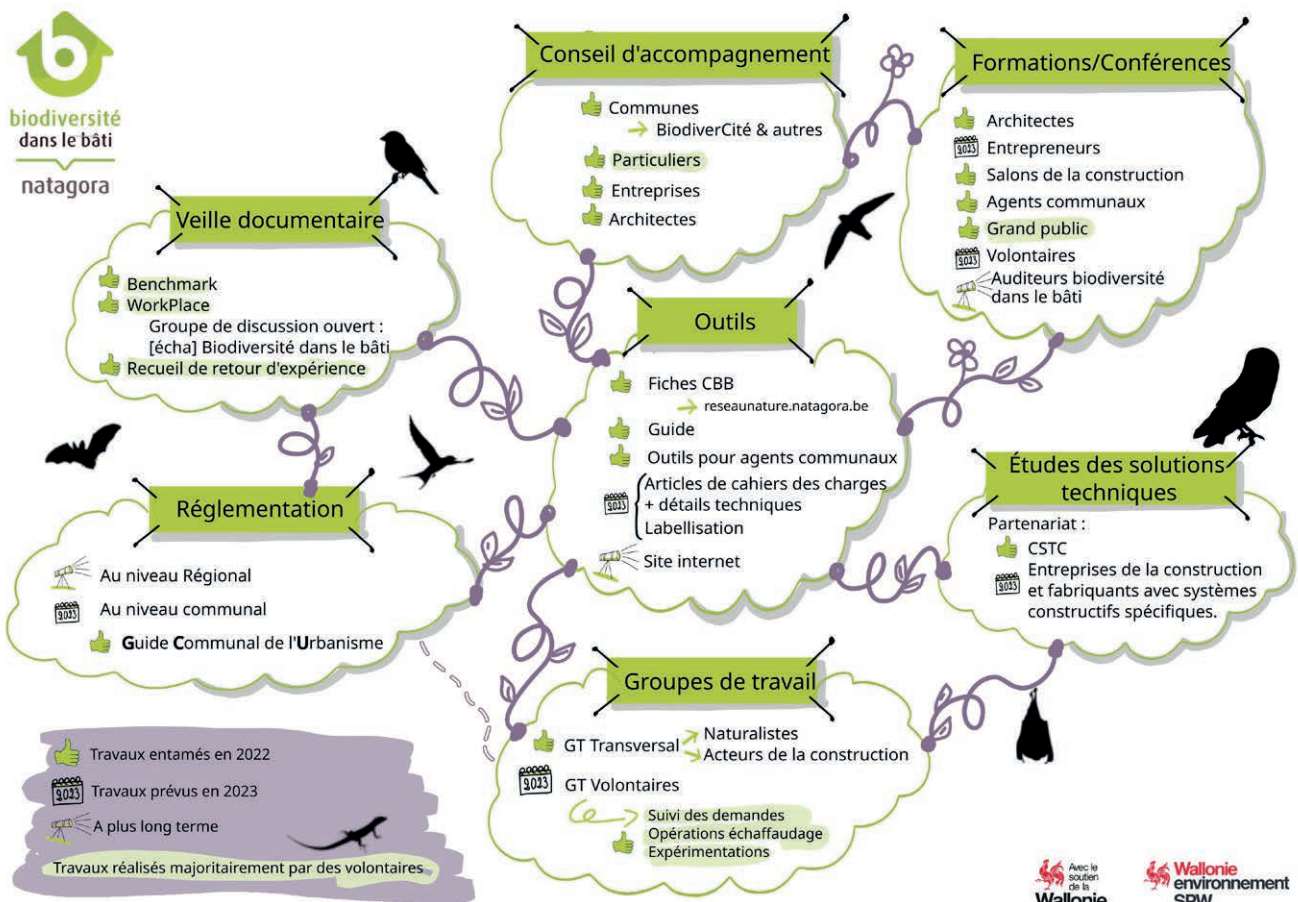 biodiversité
dans le bâti
natagora
Conseil d'accompagnement
Communes
BiodiverCité & autres
Particuliers
Entreprises
Architectes
Formations/Conférences
Architectes
2023 Entrepreneurs
Salons de la construction
Agents communaux
Grand public
2023 Volontaires
Auditeurs biodiversité
dans le bâti
Veille documentaire
Benchmark
WorkPlace
Groupe de discussion ouvert :
[écha] Biodiversité dans le bâti
Recueil de retour d'expérience
Outils
Fiches CBB
reseaunature.natagora.be
Guide
Outils pour agents communaux
Articles de cahiers des charges
2023 + détails techniques
Labellisation
Site internet
Études des solutions
techniques
Partenariat :
CSTC
Entreprises de la construction
2023 et fabriquants avec systèmes
constructifs spécifiques.
Réglementation
Au niveau Régional
2023 Au niveau communal
Guide Communal de l'Urbanisme
Groupes de travail
GT Transversal
Naturalistes
Acteurs de la construction
2023 GT Volontaires
Suivi des demandes
Opérations échaffaudage
Expérimentations
Travaux entamés en 2022
2023 Travaux prévus en 2023
A plus long terme
Travaux réalisés majoritairement par des volontaires
Avec le
soutien
de la
Wallonie
Wallonie
environnement
SPW